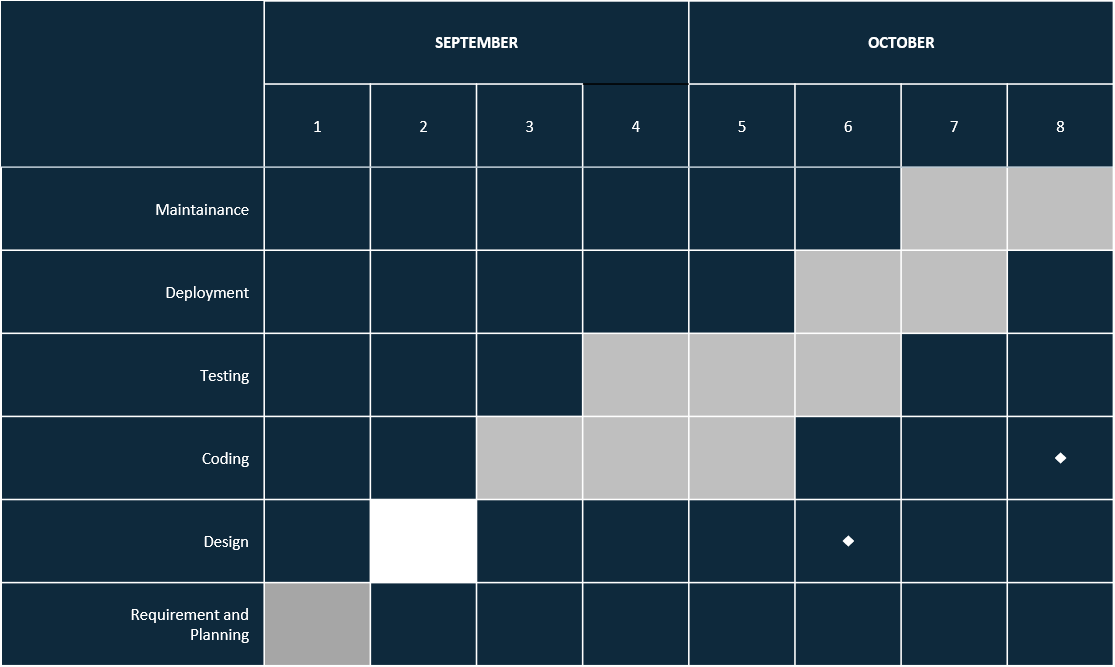 SEPTEMBER OCTOBER
1 2 3 4 5 6 7 8
Maintainance
Deployment
Testing
Coding
Design
Requirement and
Planning